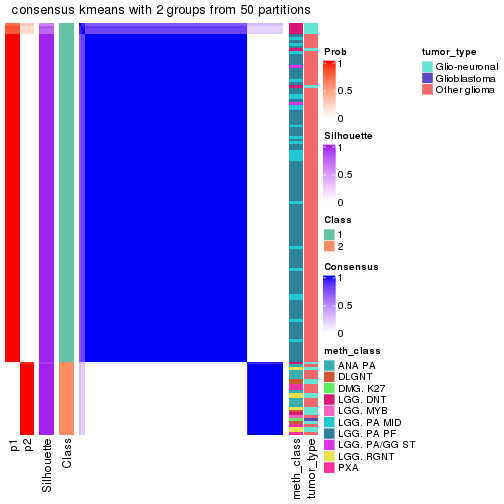 consensus kmeans with 2 groups from 50 partitions
Prob
1
0.5
0
Silhouette
1
0.5
0
Class
1
2
Consensus
1
0.5
0
meth_class
ANA PA
DLGNT
DMG. K27
LGG. DNT
LGG. MYB
LGG. PA MID
LGG. PA PF
LGG. PA/GG ST
LGG. RGNT
PXA
tumor_type
Glio-neuronal
Glioblastoma
Other glioma
p1
p2
Silhouette
Class
meth_class
tumor_type